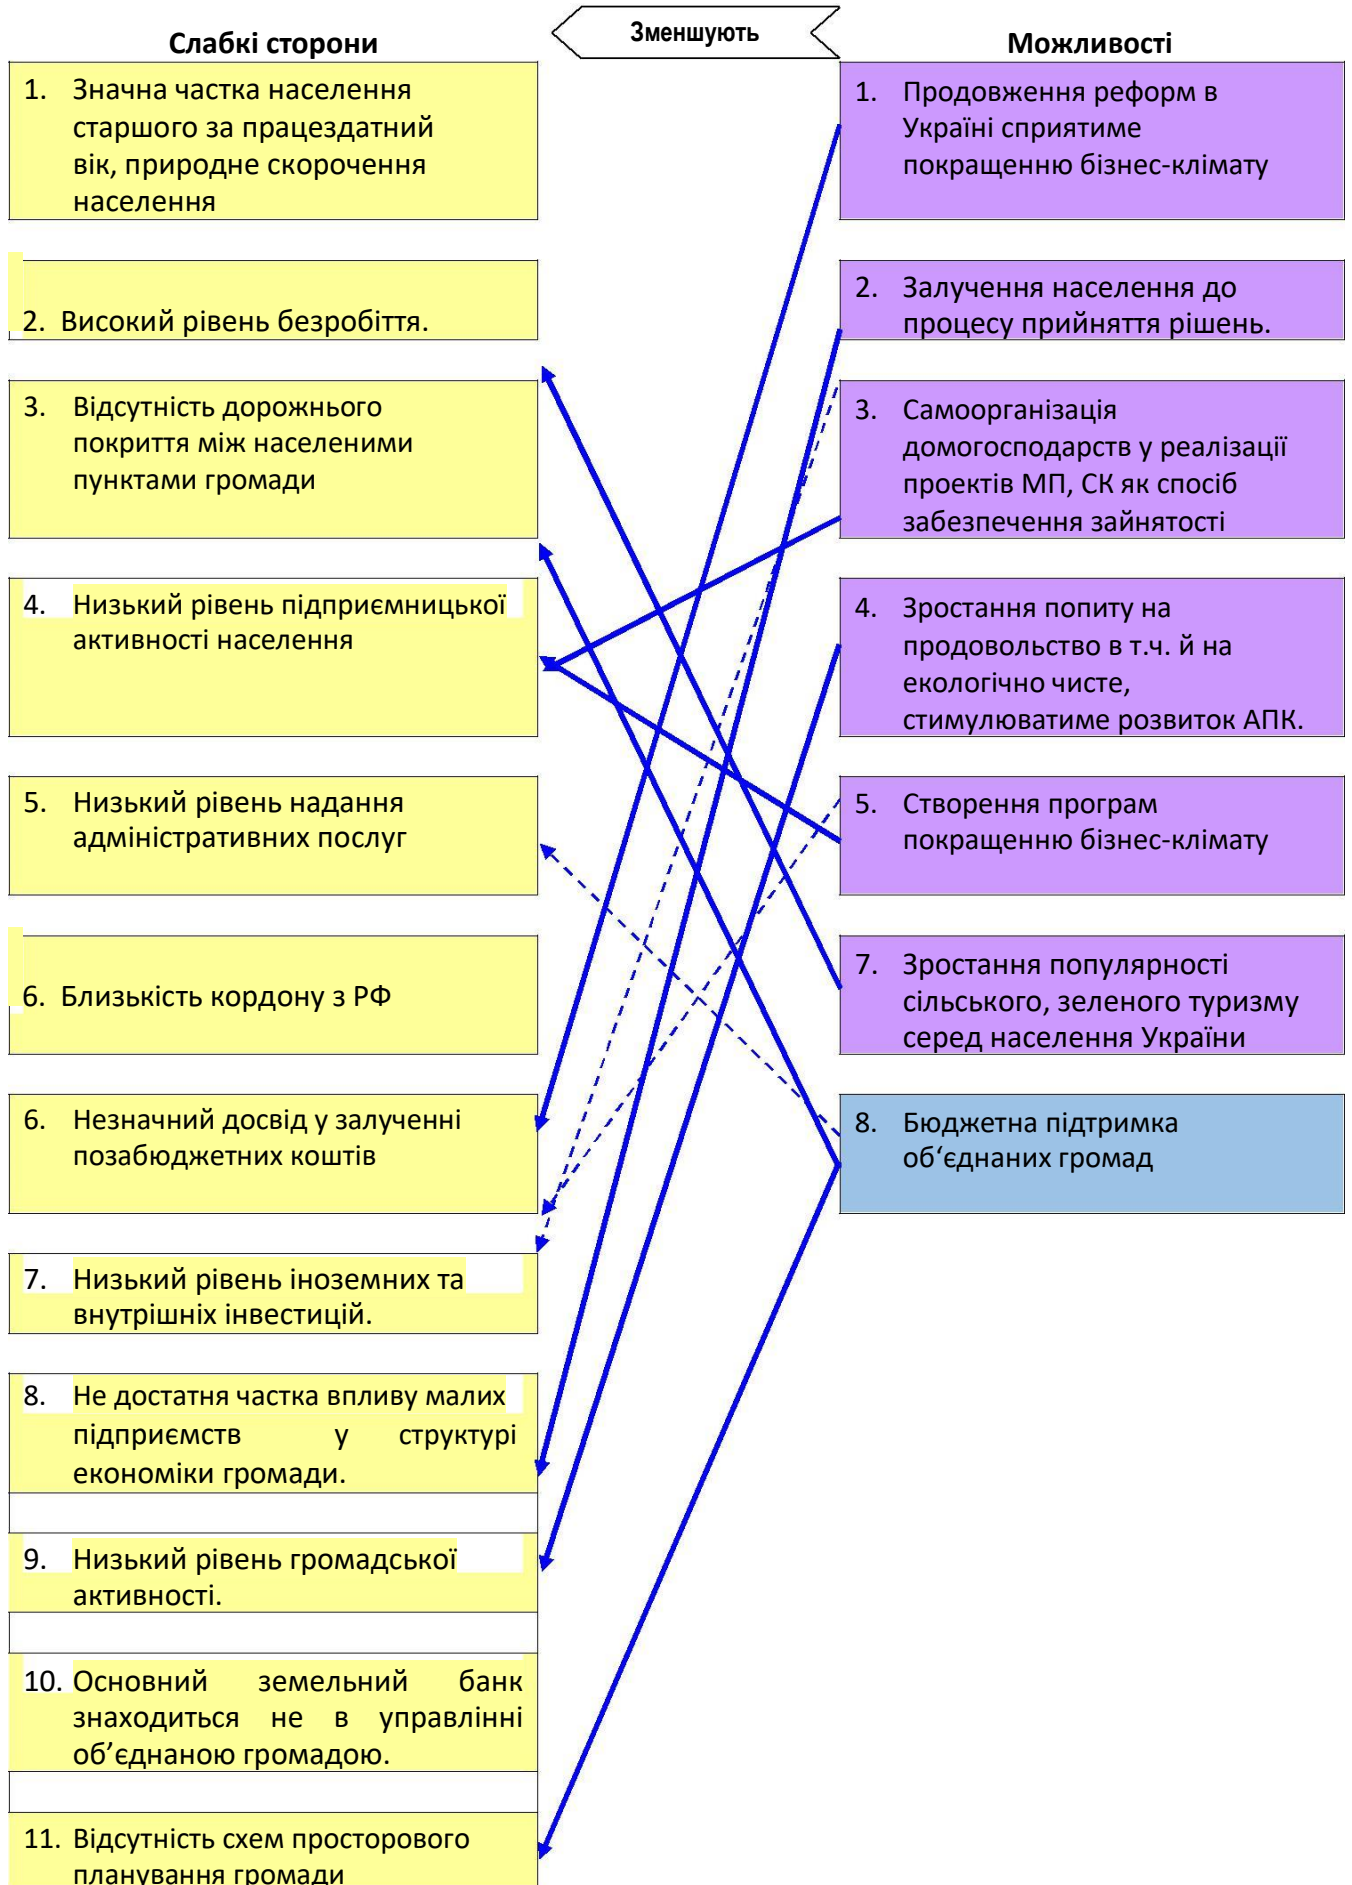 Зменшують
Слабкі сторони
Можливості
1. Значна частка населення
старшого за працездатний
вік, природне скорочення
населення
2. Високий рівень безробіття.
3. Відсутність дорожнього
покриття між населеними
пунктами громади
4. Низький рівень підприємницької
активності населення
5. Низький рівень надання
адміністративних послуг
6. Близькість кордону з РФ
6. Незначний досвід у залученні
позабюджетних коштів
7. Низький рівень іноземних та
внутрішніх інвестицій.
8. Не достатня частка впливу малих
підприємств у структурі
економіки громади.
9. Низький рівень громадської
активності.
10. Основний земельний банк
знаходиться не в управлінні
об’єднаною громадою.
11. Відсутність схем просторового
планування громади
1. Продовження реформ в
Україні сприятиме
покращенню бізнес-клімату
2. Залучення населення до
процесу прийняття рішень.
3. Самоорганізація
домогосподарств у реалізації
проектів МП, СК як спосіб
забезпечення зайнятості
4. Зростання попиту на
продовольство в т.ч. й на
екологічно чисте,
стимулюватиме розвиток АПК.
5. Створення програм
покращенню бізнес-клімату
7. Зростання популярності
сільського, зеленого туризму
серед населення України
8. Бюджетна підтримка
об‘єднаних громад